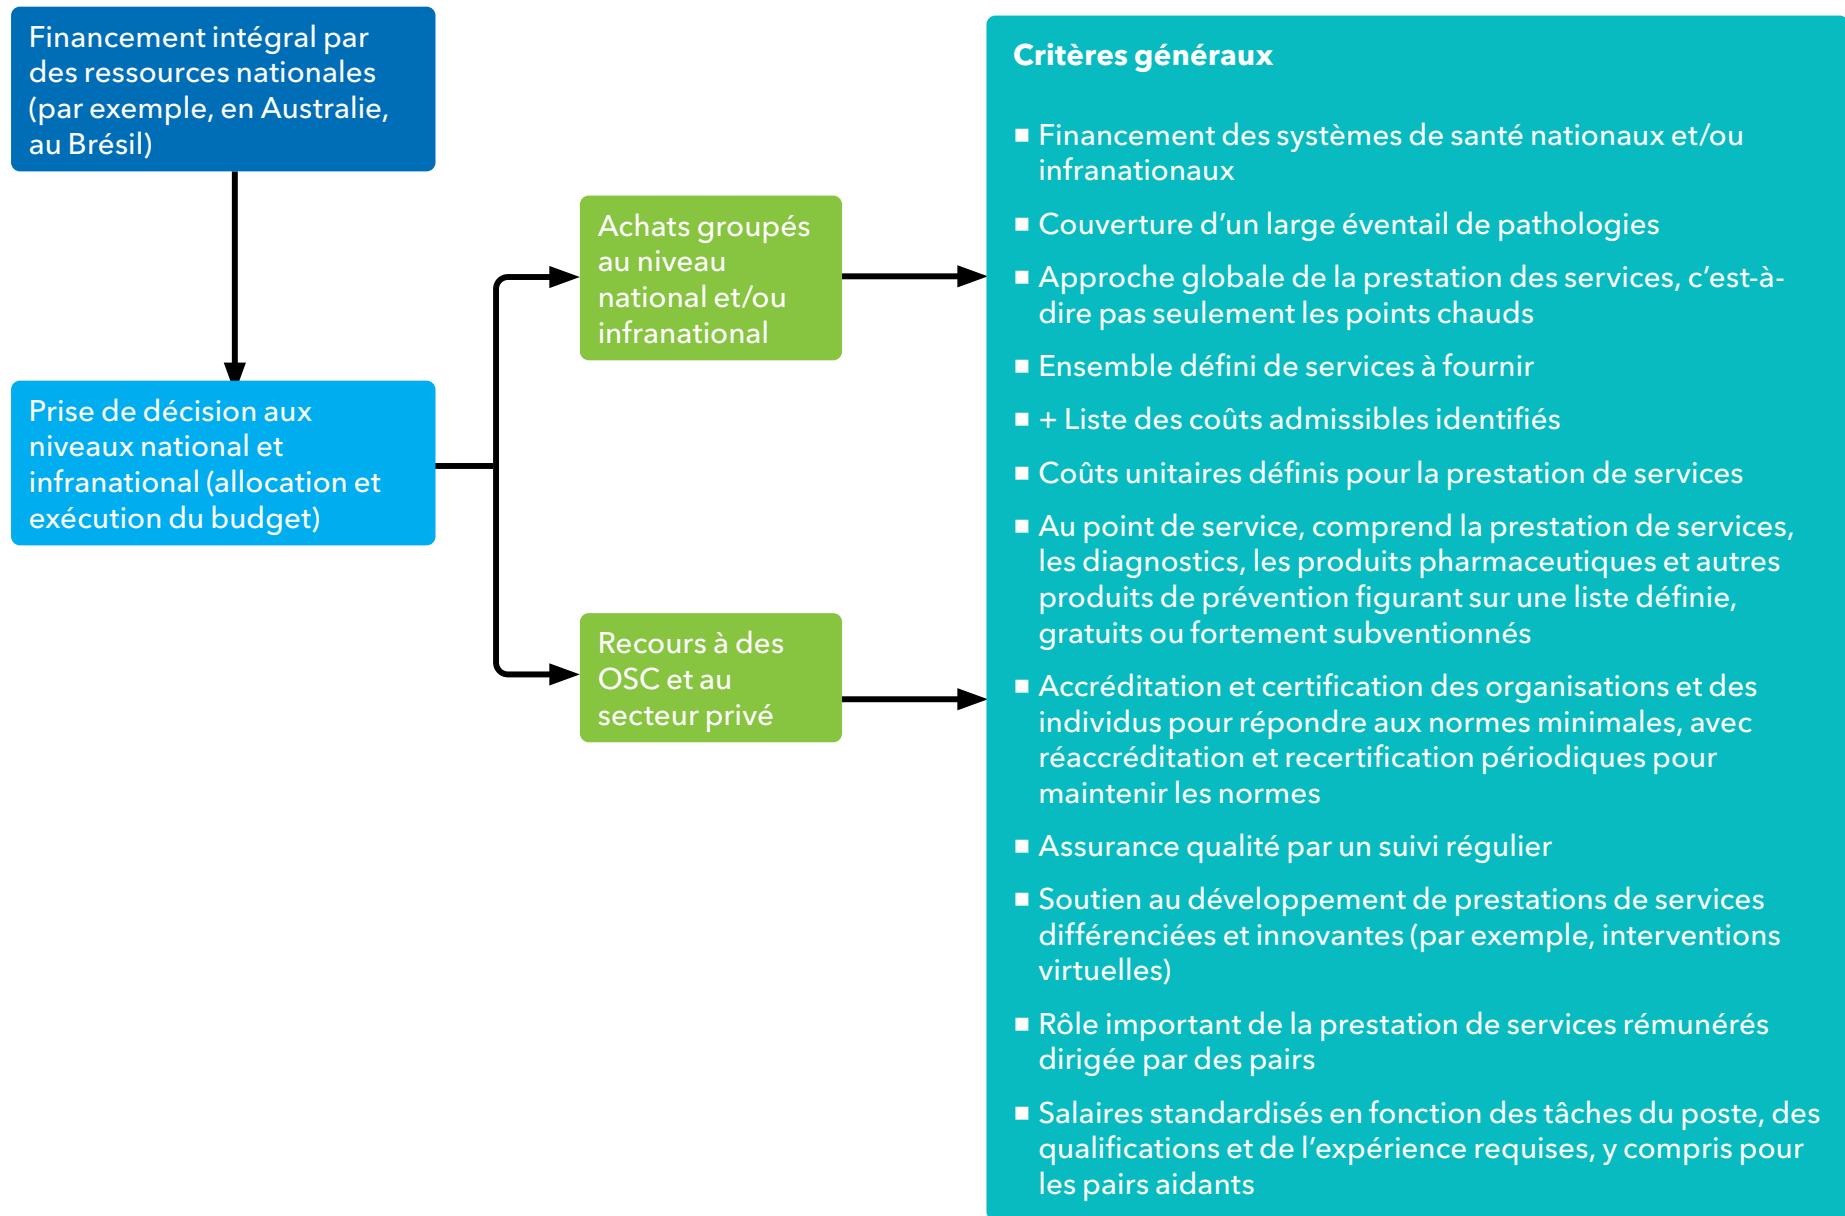 Financement intégral par
des ressources nationales
(par exemple, en Australie,
au Brésil)
Prise de décision aux
niveaux national et
infranational (allocation et
exécution du budget)
Achats groupés
au niveau
national et/ou
infranational
Recours à des
OSC et au
secteur privé
Critères généraux
▪ Financement des systèmes de santé nationaux et/ou
infranationaux
▪ Couverture d’un large éventail de pathologies
▪ Approche globale de la prestation des services, c’est-à-
dire pas seulement les points chauds
▪ Ensemble défini de services à fournir
▪ + Liste des coûts admissibles identifiés
▪ Coûts unitaires définis pour la prestation de services
▪ Au point de service, comprend la prestation de services,
les diagnostics, les produits pharmaceutiques et autres
produits de prévention figurant sur une liste définie,
gratuits ou fortement subventionnés
▪ Accréditation et certification des organisations et des
individus pour répondre aux normes minimales, avec
réaccréditation et recertification périodiques pour
maintenir les normes
▪ Assurance qualité par un suivi régulier
▪ Soutien au développement de prestations de services
différenciées et innovantes (par exemple, interventions
virtuelles)
▪ Rôle important de la prestation de services rémunérés
dirigée par des pairs
▪ Salaires standardisés en fonction des tâches du poste, des
qualifications et de l’expérience requises, y compris pour
les pairs aidants